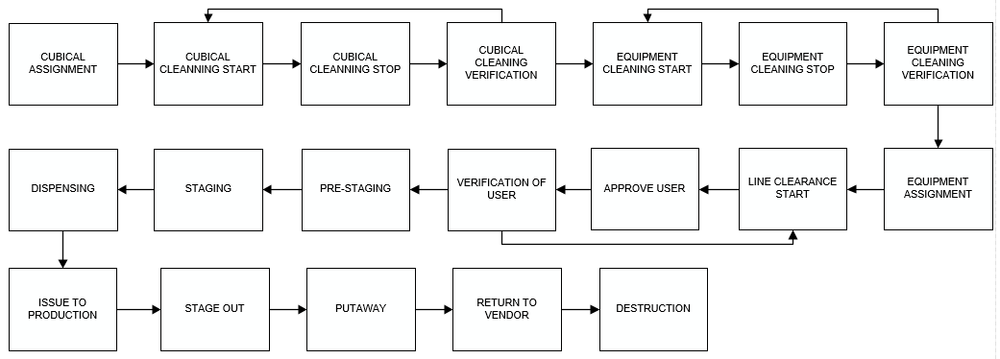 CUBICAL
ASSIGNMENT
CUBICAL
CLEANNING START
CUBICAL
CLEANNING STOP
CUBICAL
CLEANING
VERIFICATION
EQUIPMENT
CLEANING START
EQUIPMENT
CLEANING STOP
EQUIPMENT
CLEANING
VERIFICATION
DISPENSING
STAGING
PRE-STAGING
VERIFICATION OF
USER
APPROVE USER
LINE CLEARANCE
START
EQUIPMENT
ASSIGNMENT
ISSUE TO
PRODUCTION
STAGE OUT
PUTAWAY
RETURN TO
VENDOR
DESTRUCTION